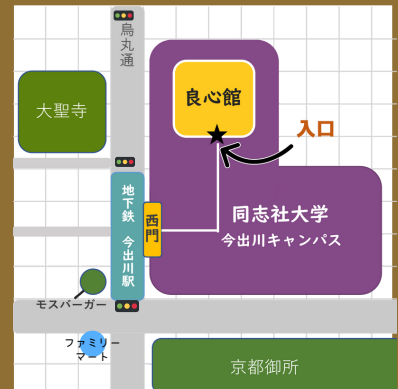 烏丸通
良心館
大聖寺
入口
地下鉄 今出川駅
西門
同志社大学
今出川キャンパス
モスバーガー
ファミリー
マート
京都御所